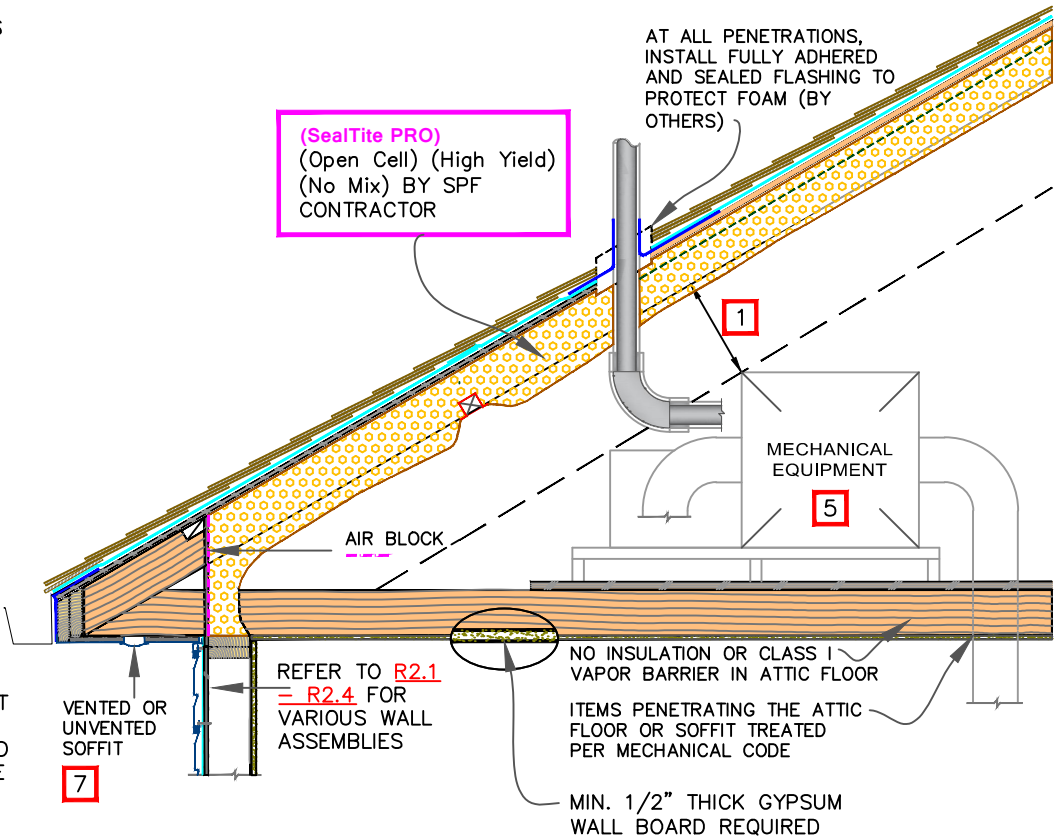 S
AT ALL PENETRATIONS,
INSTALL FULLY ADHERED
AND SEALED FLASHING TO
PROTECT FOAM (BY
OTHERS)
(SealTite PRO)
(Open Cell) (High Yield)
(No Mix) BY SPF
CONTRACTOR
1
MECHANICAL
EQUIPMENT
5
AIR BLOCK
REFER TO R2.1
– R2.4 FOR
VARIOUS WALL
ASSEMBLIES
NO INSULATION OR CLASS I
VAPOR BARRIER IN ATTIC FLOOR
T
O
E
VENTED OR
UNVENTED
SOFFIT
7
ITEMS PENETRATING THE ATTIC
FLOOR OR SOFFIT TREATED
PER MECHANICAL CODE
MIN. 1/2" THICK GYPSUM
WALL BOARD REQUIRED